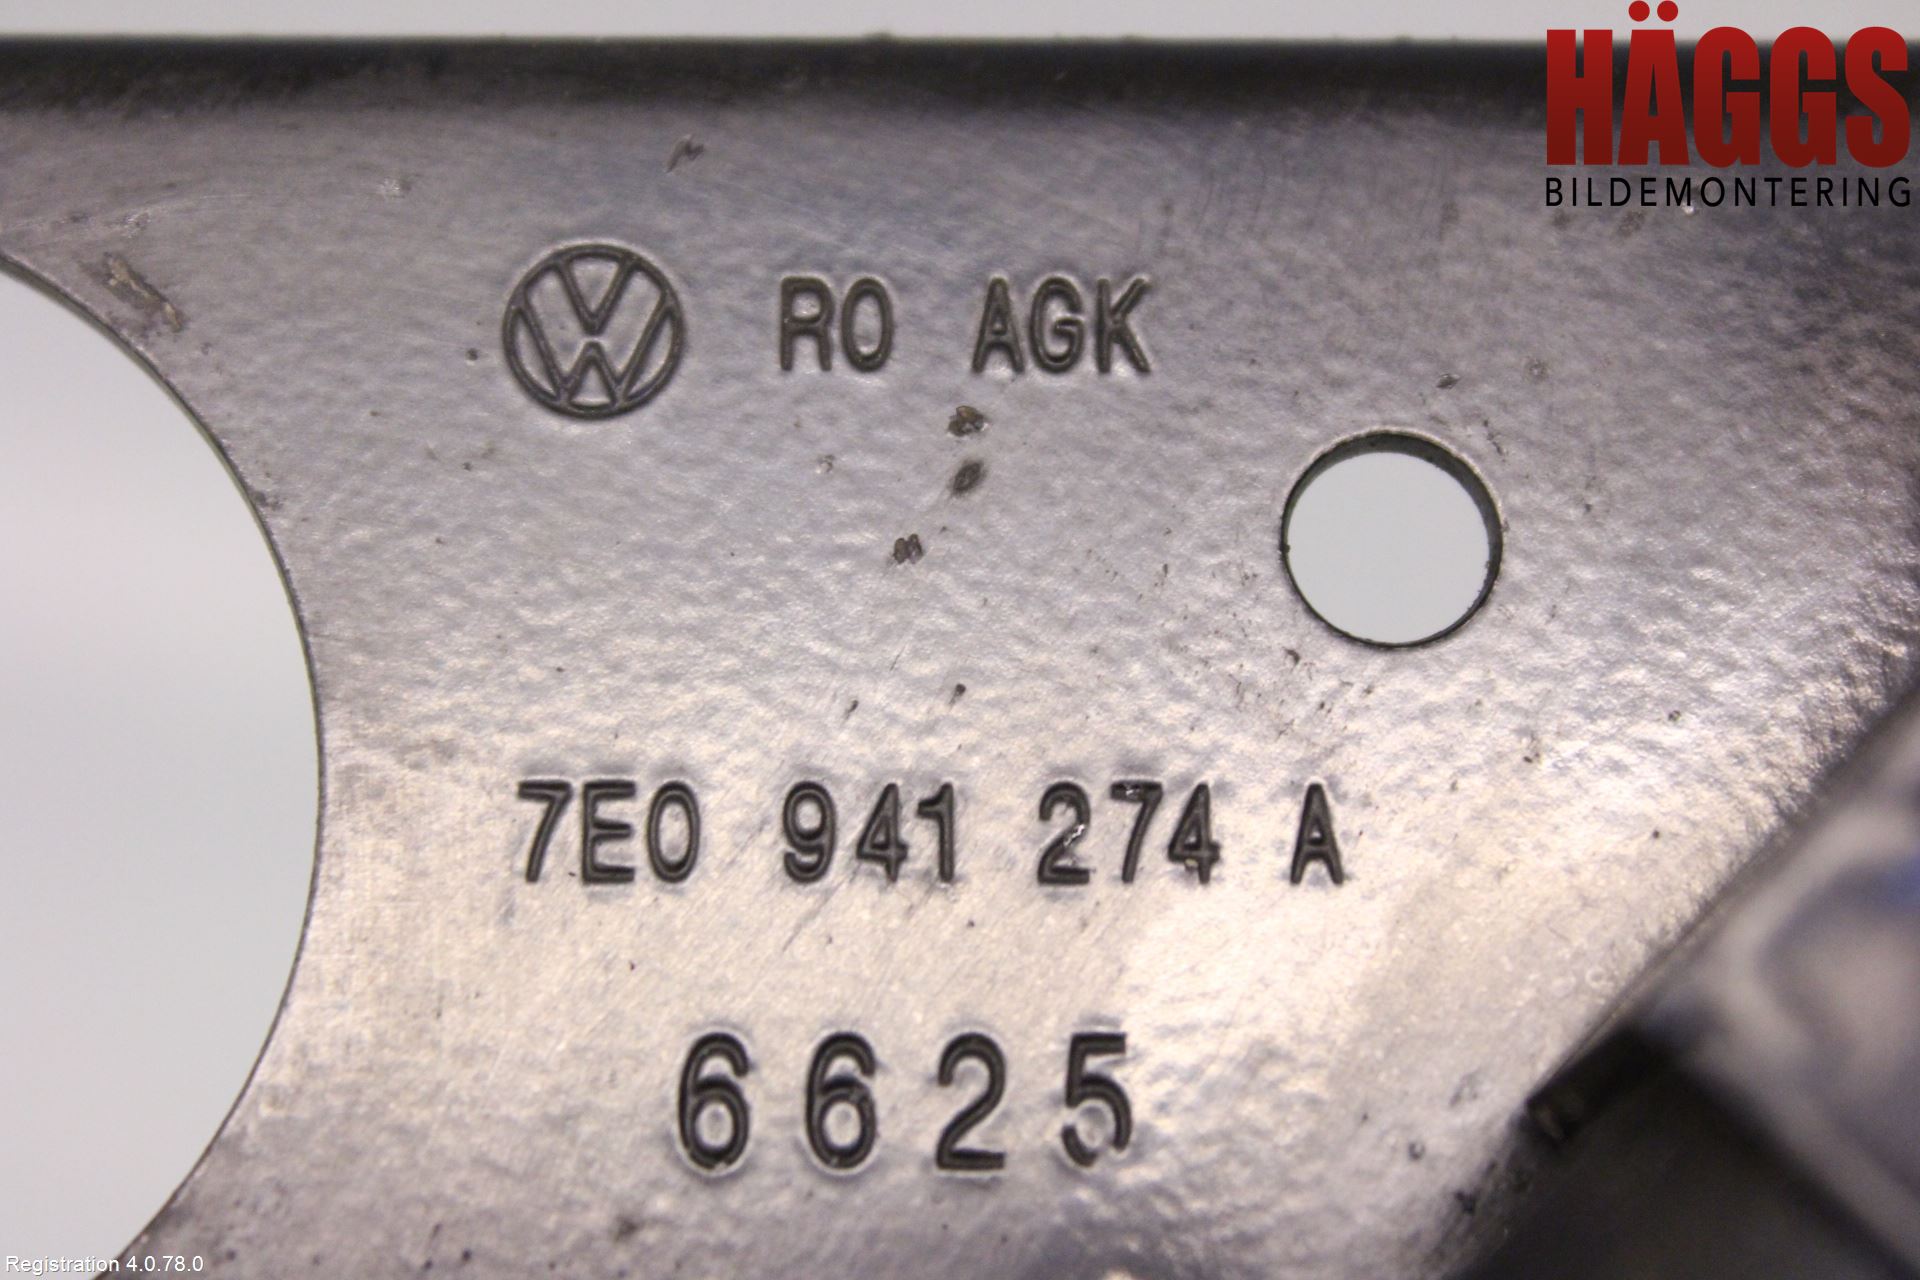 HÄGGS
BILDEMONTERING
RO AGK
7E0 941 274 A
6625
Registration 4.0.78.0